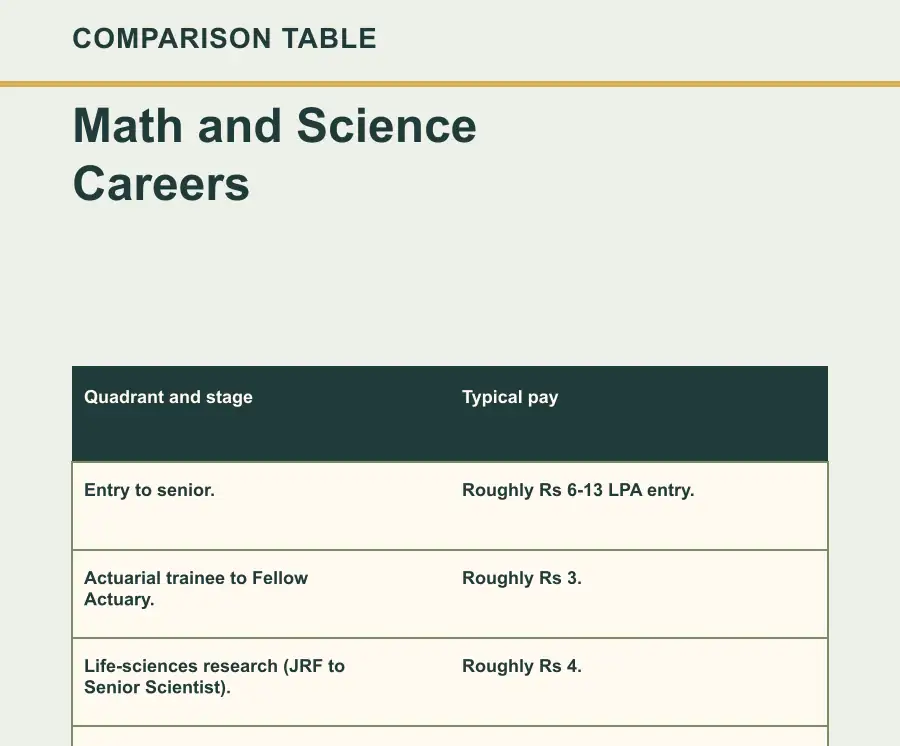 COMPARISON TABLE
Math and Science
Careers
Quadrant and stage
Typical pay
Entry to senior.
Roughly Rs 6-13 LPA entry.
Actuarial trainee to Fellow
Actuary.
Roughly Rs 3.
Life-sciences research (JRF to
Senior Scientist).
Roughly Rs 4.